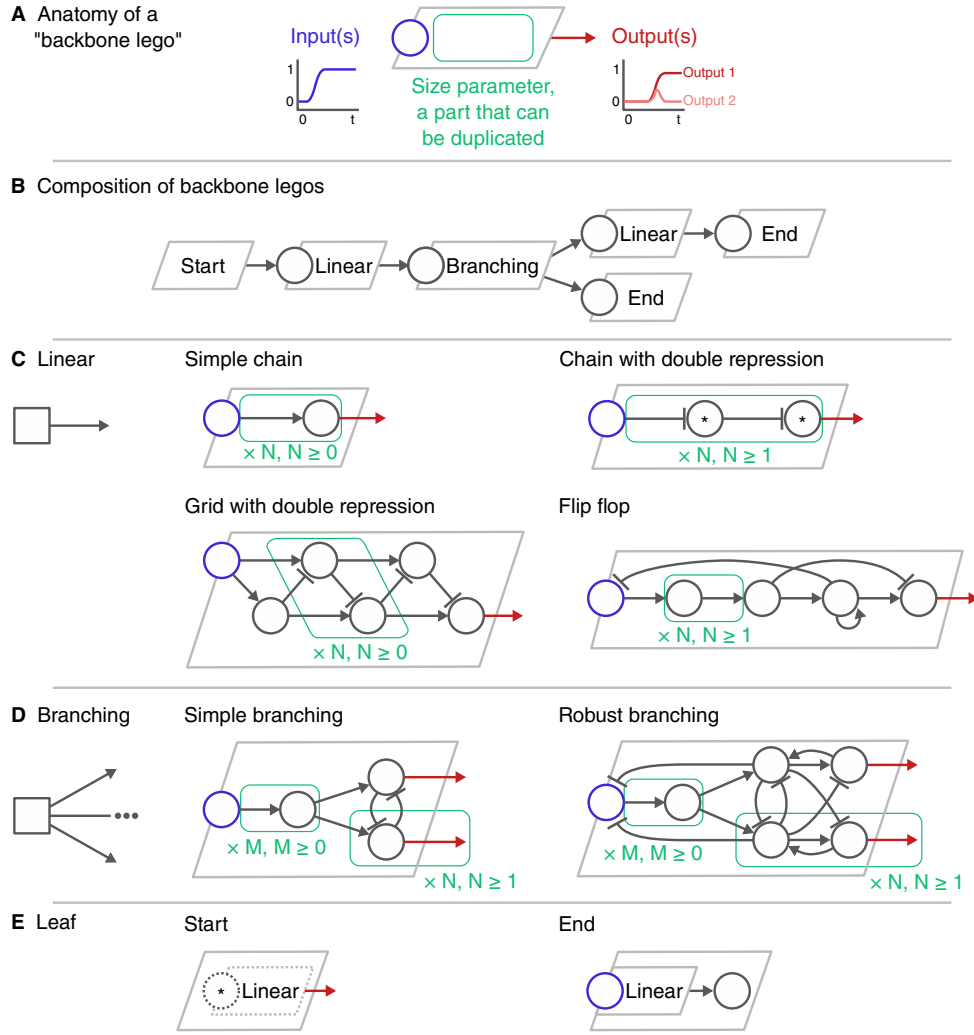 A Anatomy of a
"backbone lego"
Input(s)
1
0
0
t
Size parameter,
a part that can
be duplicated
Output(s)
1
0
0
t
Output 1
Output 2
B Composition of backbone legos
Start
Linear
Branching
Linear
End
End
C Linear
Simple chain
× N, N ≥ 0
Chain with double repression
*
*
× N, N ≥ 1
Grid with double repression
× N, N ≥ 0
Flip flop
× N, N ≥ 1
D Branching
Simple branching
× M, M ≥ 0
× N, N ≥ 1
Robust branching
× M, M ≥ 0
× N, N ≥ 1
E Leaf
Start
* Linear
End
Linear